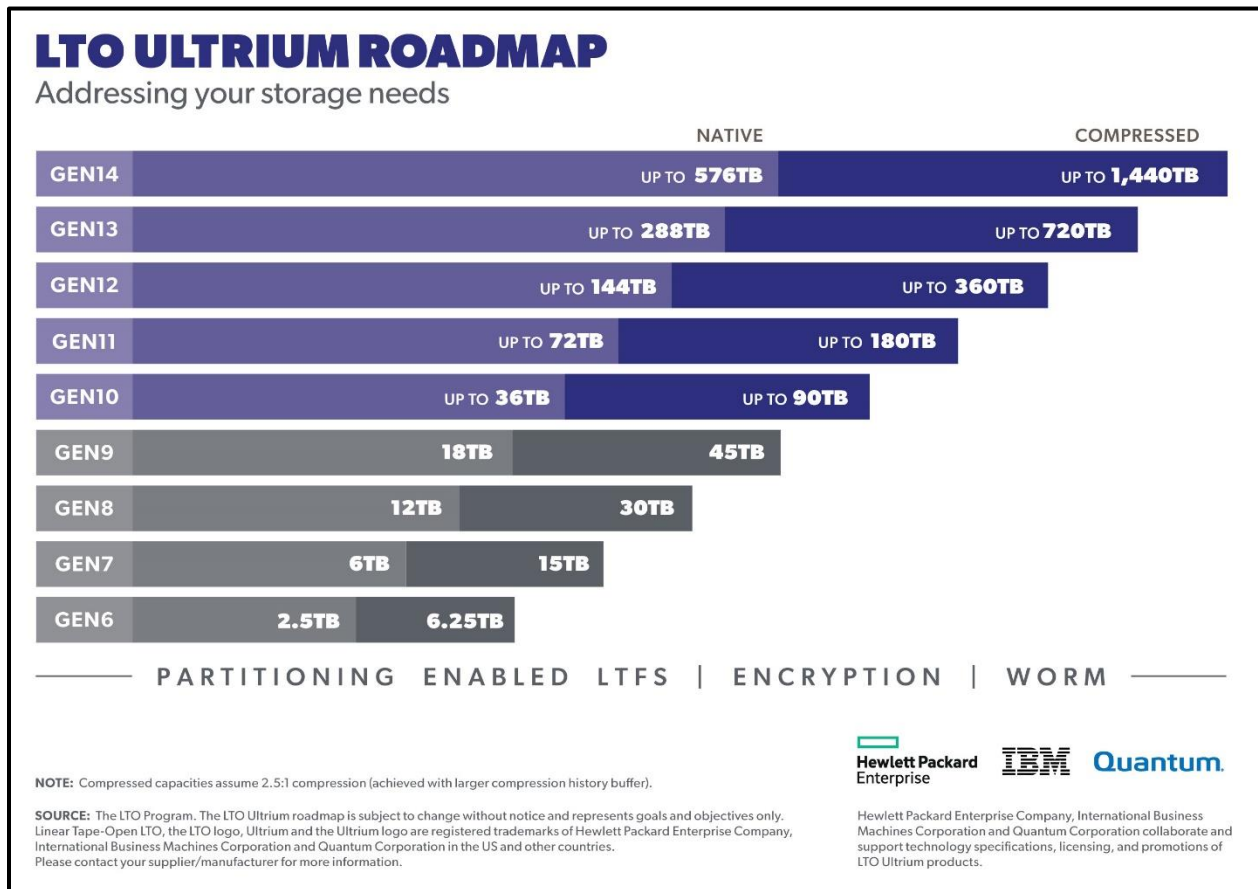 LTO ULTRIUM ROADMAP
Addressing your storage needs
NATIVE COMPRESSED
GEN14 UP TO 576TB UP TO 1,440TB
GEN13 UP TO 288TB UP TO 720TB
GEN12 UP TO 144TB UP TO 360TB
GEN11 UP TO 72TB UP TO 180TB
GEN10 UP TO 36TB UP TO 90TB
GEN9 18TB 45TB
GEN8 12TB 30TB
GEN7 6TB 15TB
GEN6 2.5TB 6.25TB
PARTITIONING ENABLED LTFS | ENCRYPTION | WORM
Hewlett Packard
Enterprise
IBM
Quantum.
NOTE: Compressed capacities assume 2.5:1 compression (achieved with larger compression history buffer).
SOURCE: The LTO Program. The LTO Ultrium roadmap is subject to change without notice and represents goals and objectives only.
Linear Tape-Open LTO, the LTO logo, Ultrium and the Ultrium logo are registered trademarks of Hewlett Packard Enterprise Company,
International Business Machines Corporation and Quantum Corporation in the US and other countries.
Please contact your supplier/manufacturer for more information.
Hewlett Packard Enterprise Company, International Business
Machines Corporation and Quantum Corporation collaborate and
support technology specifications, licensing, and promotions of
LTO Ultrium products.